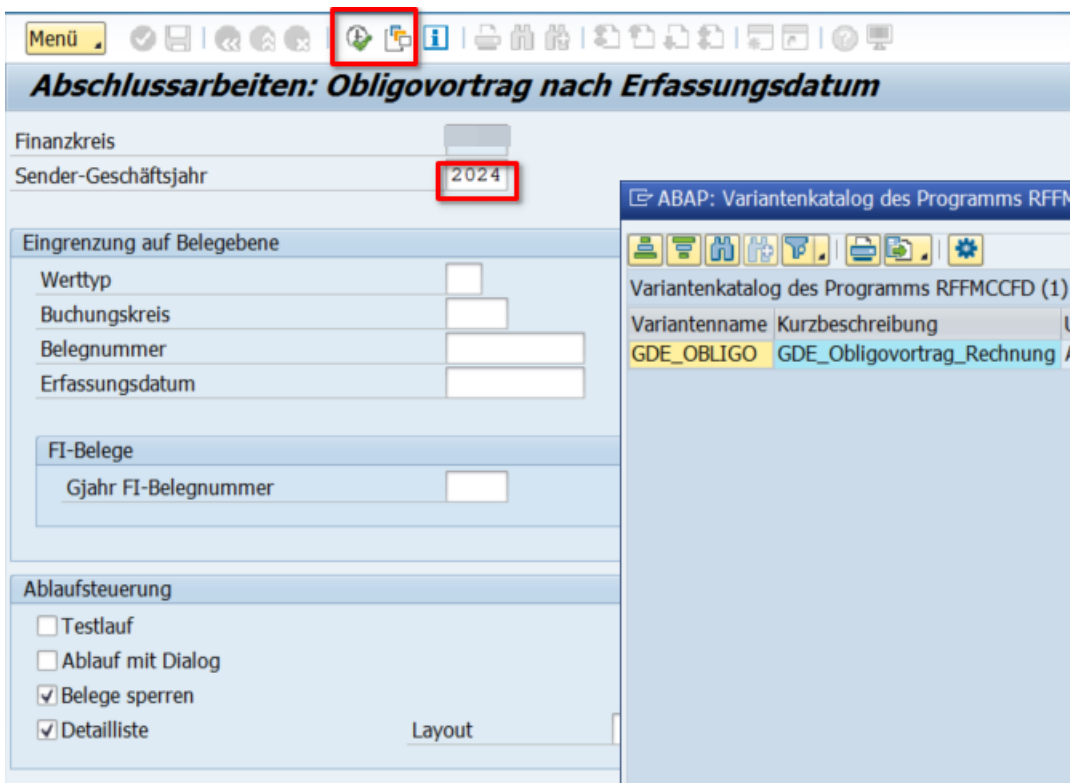 Menü
Abschlussarbeiten: Obligovortrag nach Erfassungsdatum
Finanzkreis
Sender-Geschäftsjahr 2024
Eingrenzung auf Belegebene
Werttyp
Buchungskreis
Belegnummer
Erfassungsdatum
FI-Belege
Gjahr FI-Belegnummer
Ablaufsteuerung
Testlauf
Ablauf mit Dialog
Belege sperren
Detailliste Layout
ABAP: Variantenkatalog des Programms
Variantenkatalog des Programms RFFMCCFD (1)
Variantenname Kurzbeschreibung
GDE_OBLIGO GDE_Obligovortrag_Rechnung